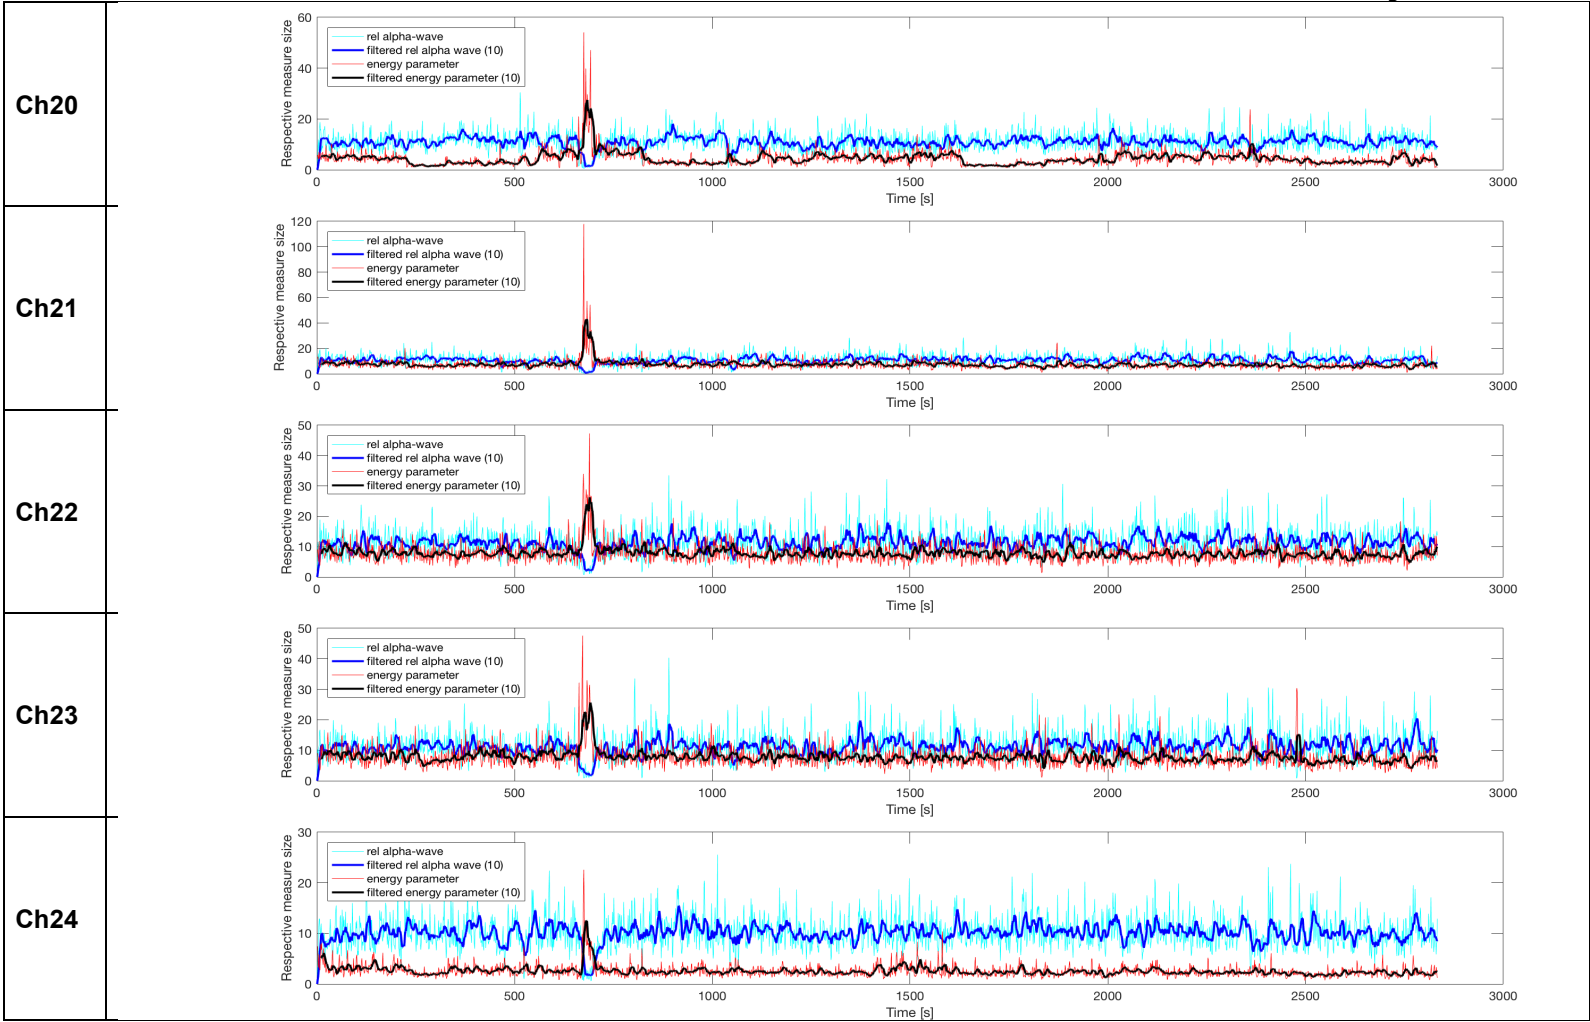 Ch20
Respective measure size
60
40
20
0
rel alpha-wave
filtered rel alpha wave (10)
energy parameter
filtered energy parameter (10)
0 500 1000 1500 2000 2500 3000
Time [s]
Ch21
Respective measure size
120
100
80
60
40
20
0
rel alpha-wave
filtered rel alpha wave (10)
energy parameter
filtered energy parameter (10)
0 500 1000 1500 2000 2500 3000
Time [s]
Ch22
Respective measure size
50
40
30
20
10
0
rel alpha-wave
filtered rel alpha wave (10)
energy parameter
filtered energy parameter (10)
0 500 1000 1500 2000 2500 3000
Time [s]
Ch23
Respective measure size
50
40
30
20
10
0
rel alpha-wave
filtered rel alpha wave (10)
energy parameter
filtered energy parameter (10)
0 500 1000 1500 2000 2500 3000
Time [s]
Ch24
Respective measure size
30
20
10
0
rel alpha-wave
filtered rel alpha wave (10)
energy parameter
filtered energy parameter (10)
0 500 1000 1500 2000 2500 3000
Time [s]